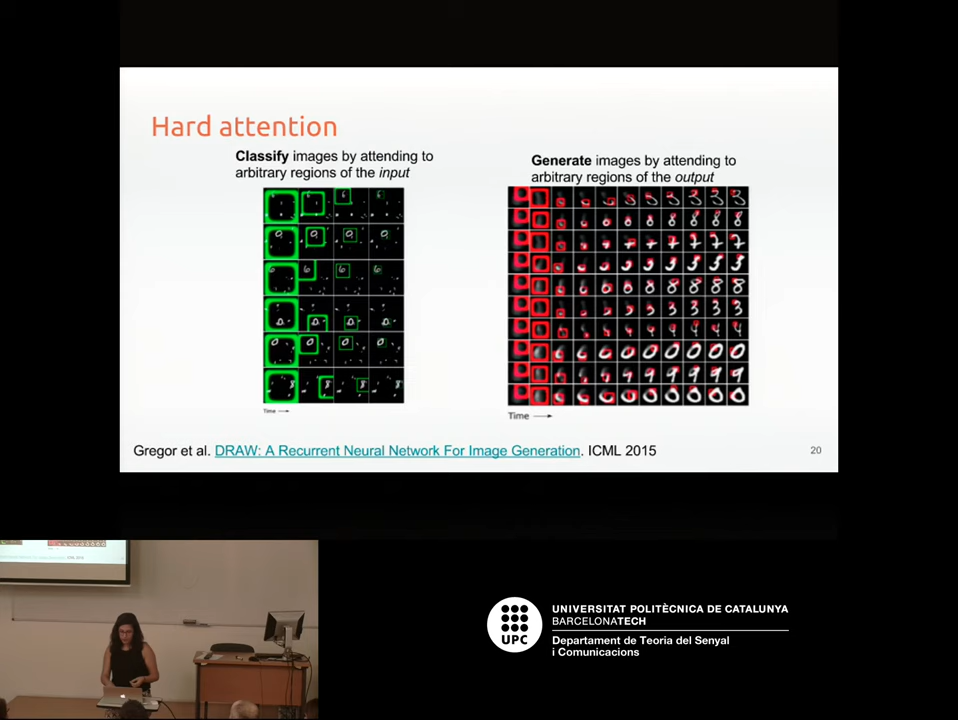 Hard attention
Classify images by attending to
arbitrary regions of the input
Generate images by attending to
arbitrary regions of the output
Time
Time
Gregor et al. DRAW: A Recurrent Neural Network For Image Generation. ICML 2015
20
UPC
UNIVERSITAT POLITÈCNICA DE CATALUNYA
BARCELONATECH
Departament de Teoria del Senyal
i Comunicacions